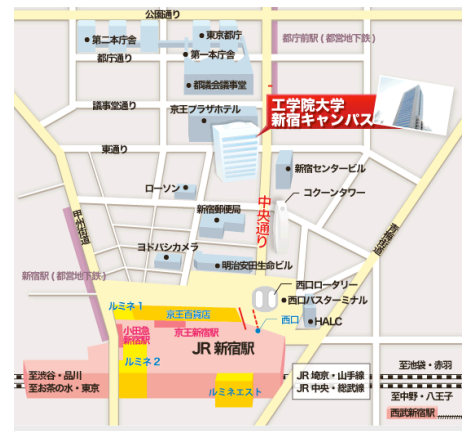 公園通り
第二本庁舎
東京都庁
都庁前駅(都営地下鉄)
第一本庁舎
都庁通り
都議会議事堂
議事堂通り
京王プラザホテル
工学院大学
新宿キャンパス
東通り
新宿センタービル
ローソン
コクーンタワー
新宿郵便局
中央通り
甲州街道
青梅街道
ヨドバシカメラ
明治安田生命ビル
新宿駅(都営地下鉄)
西口ロータリー
西口バスターミナル
ルミネ1
京王百貨店
西口
HALC
小田急
新宿駅
京王新宿駅
JR 新宿駅
ルミネ2
至渋谷・品川
至お茶の水・東京
ルミネエスト
JR 埼京・山手線
JR 中央・総武線
至池袋・赤羽
至中野・八王子
西武新宿駅